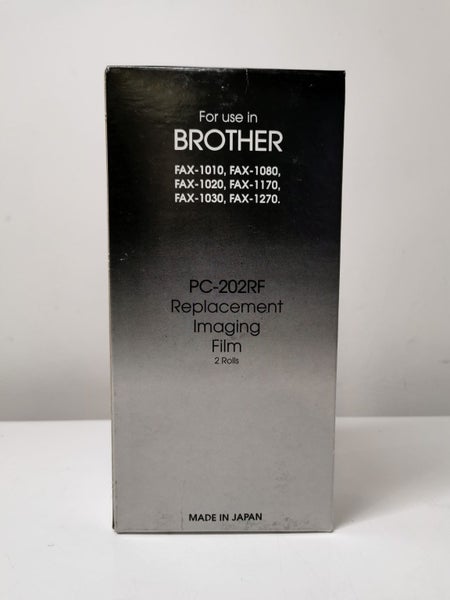 For use in
BROTHER
FAX-1010, FAX-1080,
FAX-1020, FAX-1170,
FAX-1030, FAX-1270.
PC-202RF
Replacement
Imaging
Film
2 Rolls
MADE IN JAPAN